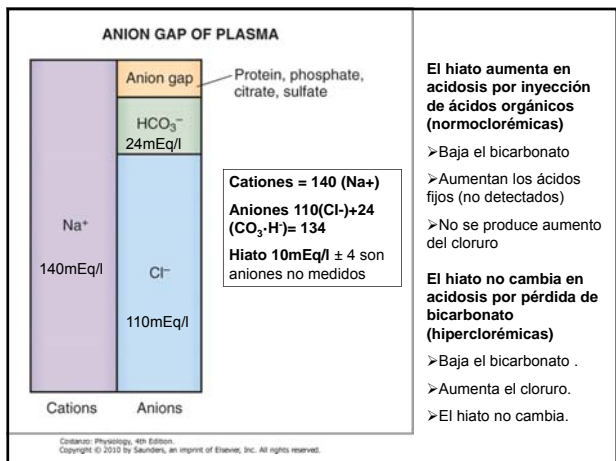 ANION GAP OF PLASMA
Anion gap
Protein, phosphate,
citrate, sulfate
HCO₃⁻
24mEq/l
Na⁺
140mEq/l
Cl⁻
110mEq/l
Cations
Anions
Cationes = 140 (Na+)
Aniones 110(Cl-)+24
(CO₃·H-)= 134
Hiato 10mEq/l ± 4 son
aniones no medidos
Costanzo: Physiology, 4th Edition.
Copyright © 2010 by Saunders, an imprint of Elsevier, Inc. All rights reserved.
El hiato aumenta en
acidosis por inyección
de ácidos orgánicos
(normoclorémicas)
➢Baja el bicarbonato
➢Aumentan los ácidos
fijos (no detectados)
➢No se produce aumento
del cloruro
El hiato no cambia en
acidosis por pérdida de
bicarbonato
(hiperclorémicas)
➢Baja el bicarbonato .
➢Aumenta el cloruro.
➢El hiato no cambia.